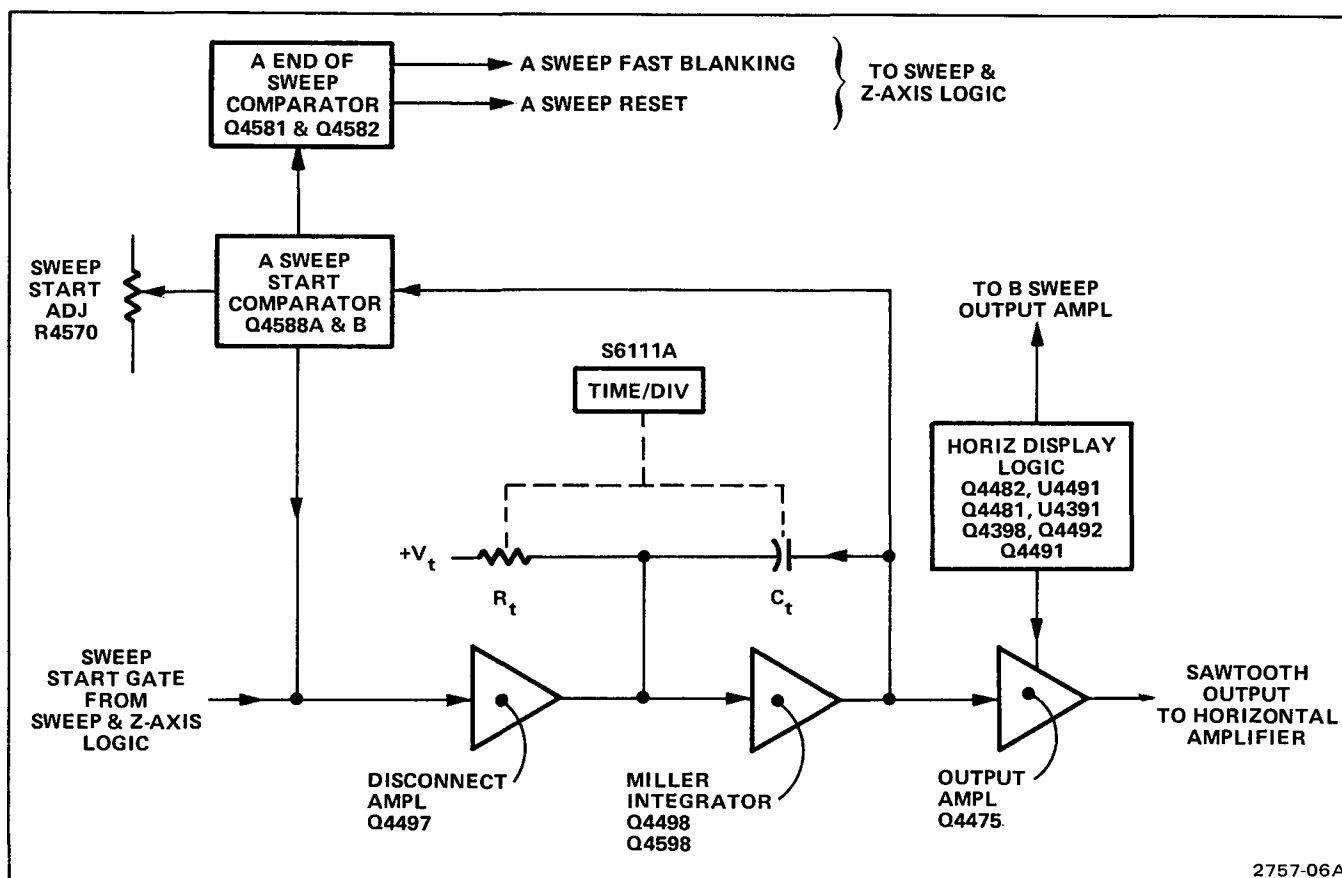 A END OF
SWEEP
COMPARATOR
Q4581 & Q4582
A SWEEP FAST BLANKING
A SWEEP RESET
TO SWEEP &
Z-AXIS LOGIC
SWEEP
START
ADJ
R4570
A SWEEP
START
COMPARATOR
Q4588A & B
S6111A
TIME/DIV
TO B SWEEP
OUTPUT AMPL
HORIZ DISPLAY
LOGIC
Q4482, U4491
Q4481, U4391
Q4398, Q4492
Q4491
+Vt
Rt
Ct
SWEEP
START GATE
FROM
SWEEP & Z-AXIS
LOGIC
DISCONNECT
AMPL
Q4497
MILLER
INTEGRATOR
Q4498
Q4598
OUTPUT
AMPL
Q4475
SAWTOOTH
OUTPUT
TO HORIZONTAL
AMPLIFIER
2757-06A